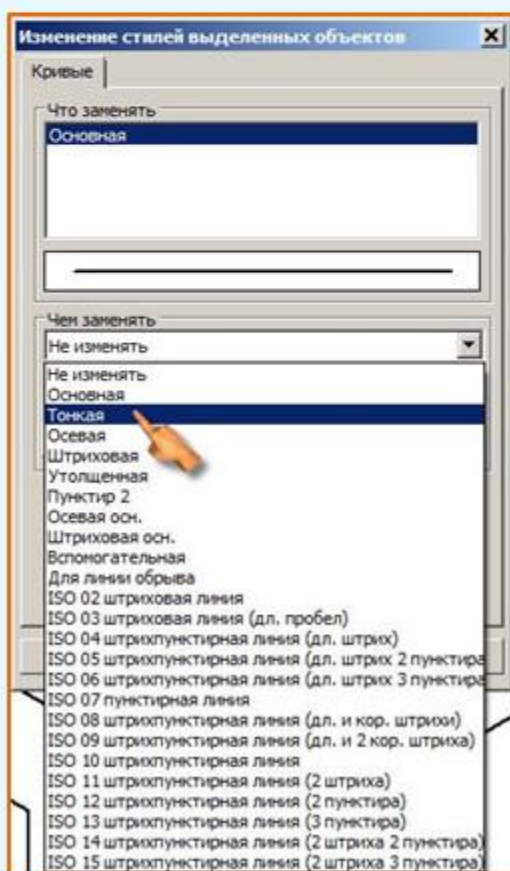 Изменение стилей выделенных объектов
Кривые
Что заменять
Основная
Чем заменять
Не изменять
Не изменять
Основная
Тонкая
Осевая
Штриховая
Утолщенная
Пунктир 2
Осевая осн.
Штриховая осн.
Вспомогательная
Для линии обрыва
ISO 02 штриховая линия
ISO 03 штриховая линия (дл. пробел)
ISO 04 штрихпунктирная линия (дл. штрих)
ISO 05 штрихпунктирная линия (дл. штрих 2 пунктира
ISO 06 штрихпунктирная линия (дл. штрих 3 пунктира
ISO 07 пунктирная линия
ISO 08 штрихпунктирная линия (дл. и кор. штрихи)
ISO 09 штрихпунктирная линия (дл. и 2 кор. штриха)
ISO 10 штрихпунктирная линия
ISO 11 штрихпунктирная линия (2 штриха)
ISO 12 штрихпунктирная линия (2 пунктира)
ISO 13 штрихпунктирная линия (3 пунктира)
ISO 14 штрихпунктирная линия (2 штриха 2 пунктира)
ISO 15 штрихпунктирная линия (2 штриха 3 пунктира)